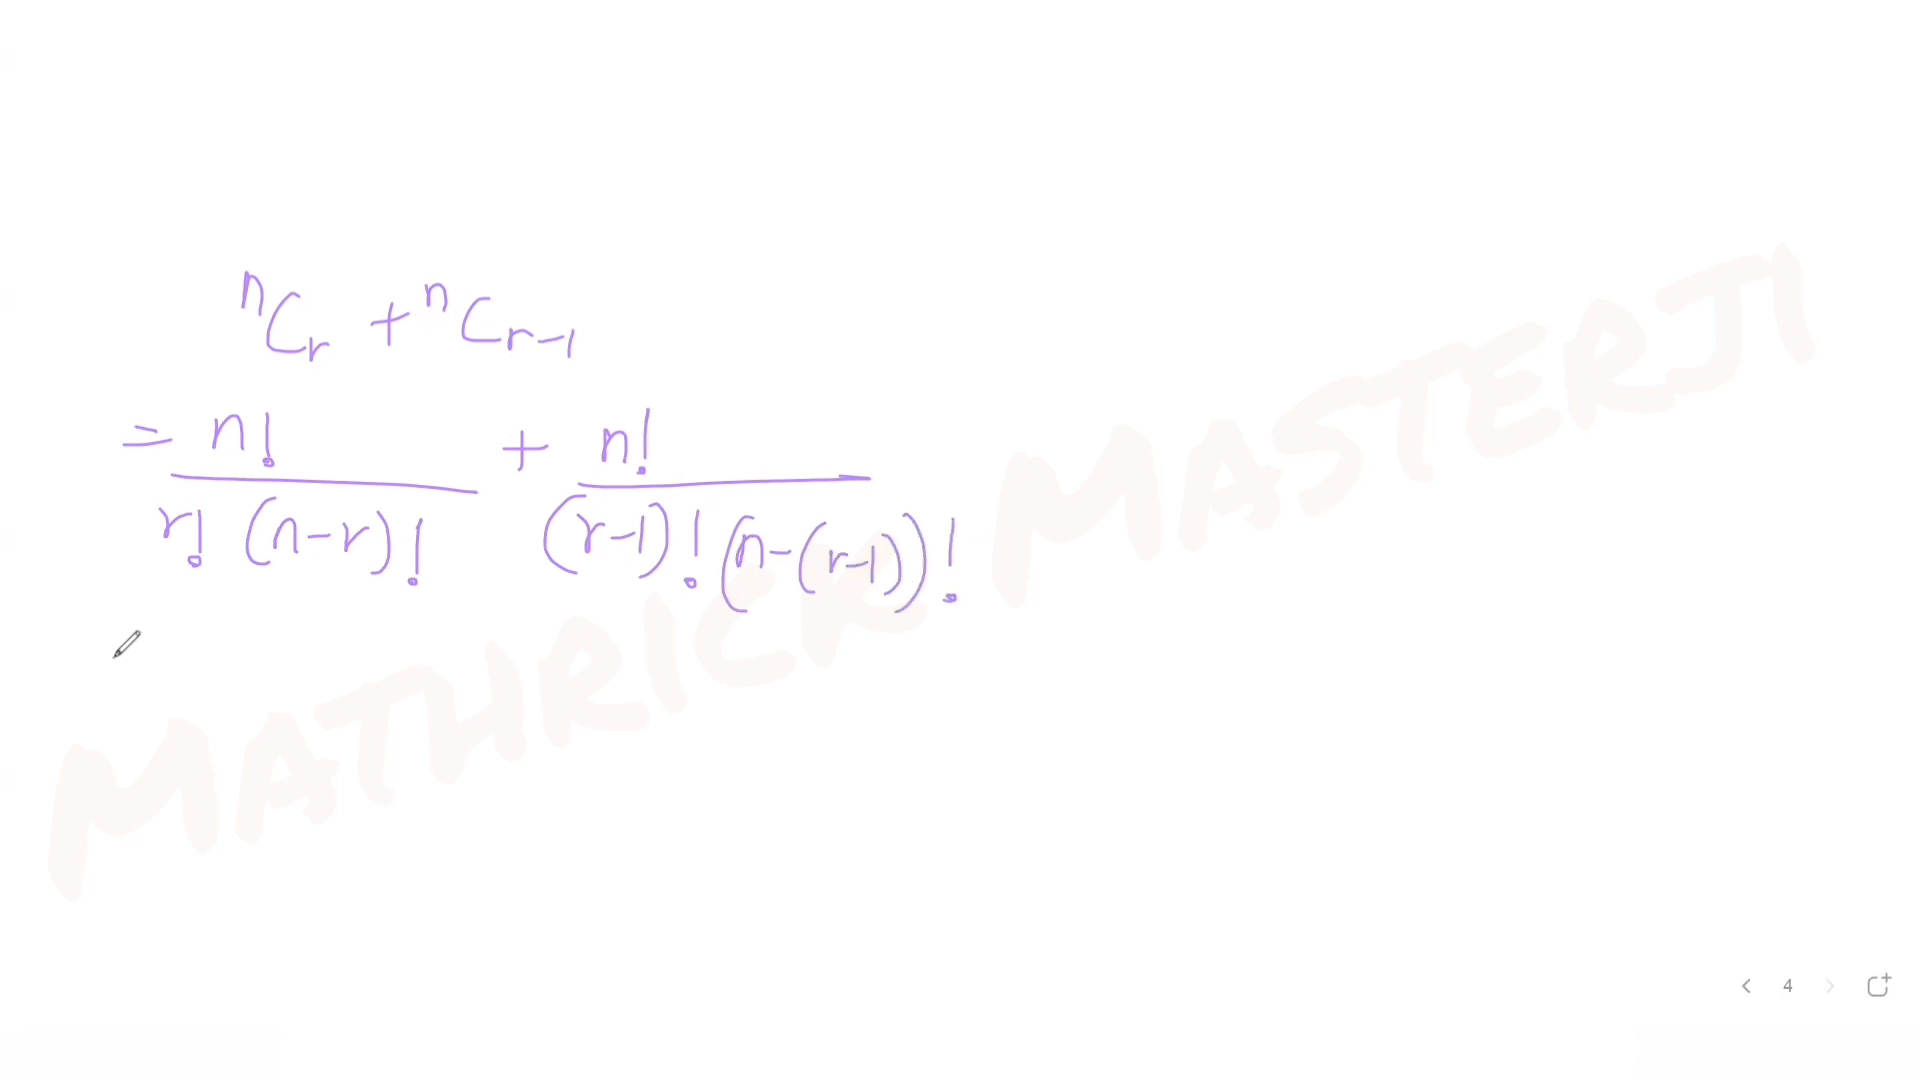 ⁿCᵣ + ⁿCᵣ₋₁
= n! / r! (n-r)! + n! / (r-1)! (n-(r-1))!
MATHRICK MASTERJI
4